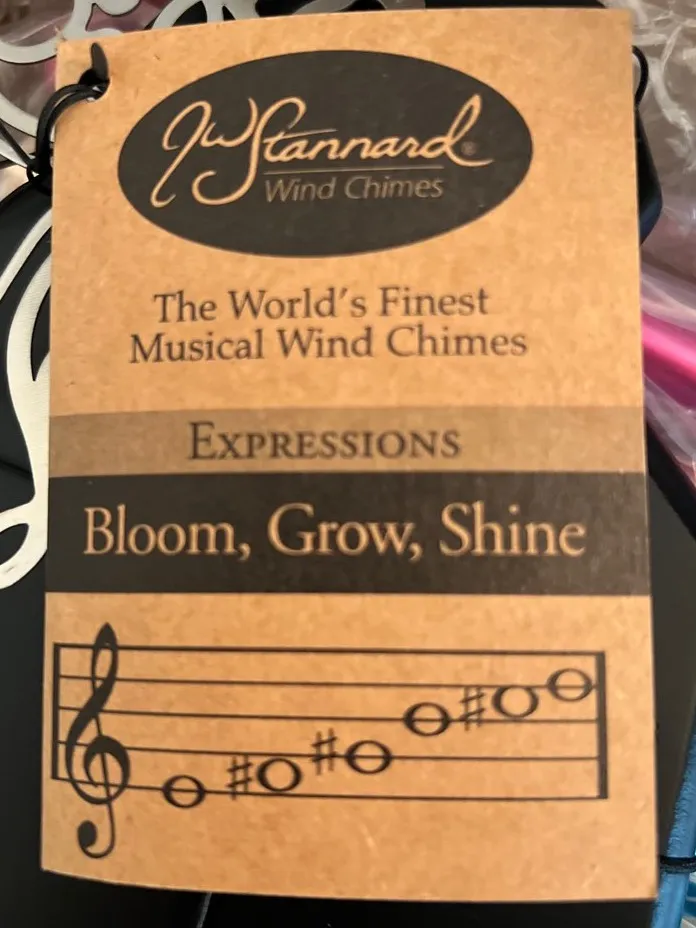 JW Stannard®
Wind Chimes
The World's Finest
Musical Wind Chimes
EXPRESSIONS
Bloom, Grow, Shine